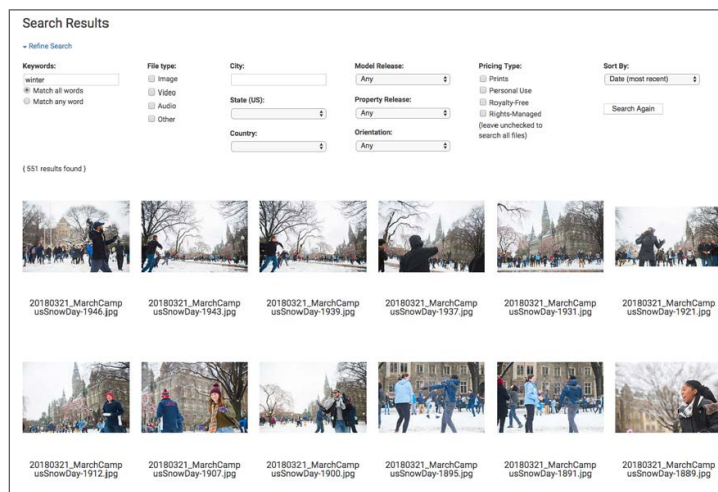 Search Results
Refine Search
Keywords:
winter
Match all words
Match any word
File type:
Image
Video
Audio
Other
City:
State (US):
Country:
Model Release:
Any
Property Release:
Any
Orientation:
Any
Pricing Type:
Prints
Personal Use
Royalty-Free
Rights-Managed
(leave unchecked to
search all files)
Sort By:
Date (most recent)
Search Again
{ 551 results found }
20180321_MarchCamp
usSnowDay-1946.jpg
20180321_MarchCamp
usSnowDay-1943.jpg
20180321_MarchCamp
usSnowDay-1939.jpg
20180321_MarchCamp
usSnowDay-1937.jpg
20180321_MarchCamp
usSnowDay-1931.jpg
20180321_MarchCamp
usSnowDay-1921.jpg
20180321_MarchCamp
usSnowDay-1912.jpg
20180321_MarchCamp
usSnowDay-1907.jpg
20180321_MarchCamp
usSnowDay-1900.jpg
20180321_MarchCamp
usSnowDay-1895.jpg
20180321_MarchCamp
usSnowDay-1891.jpg
20180321_MarchCamp
usSnowDay-1889.jpg